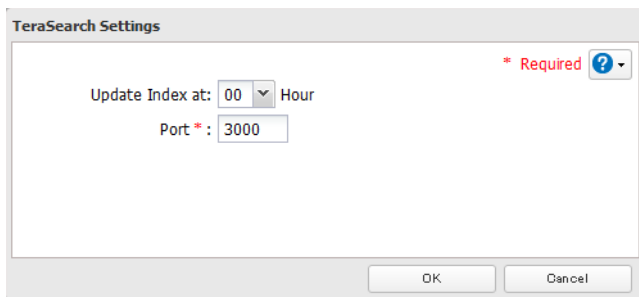 TeraSearch Settings
* Required ?
Update Index at: 00 Hour
Port * : 3000
OK Cancel